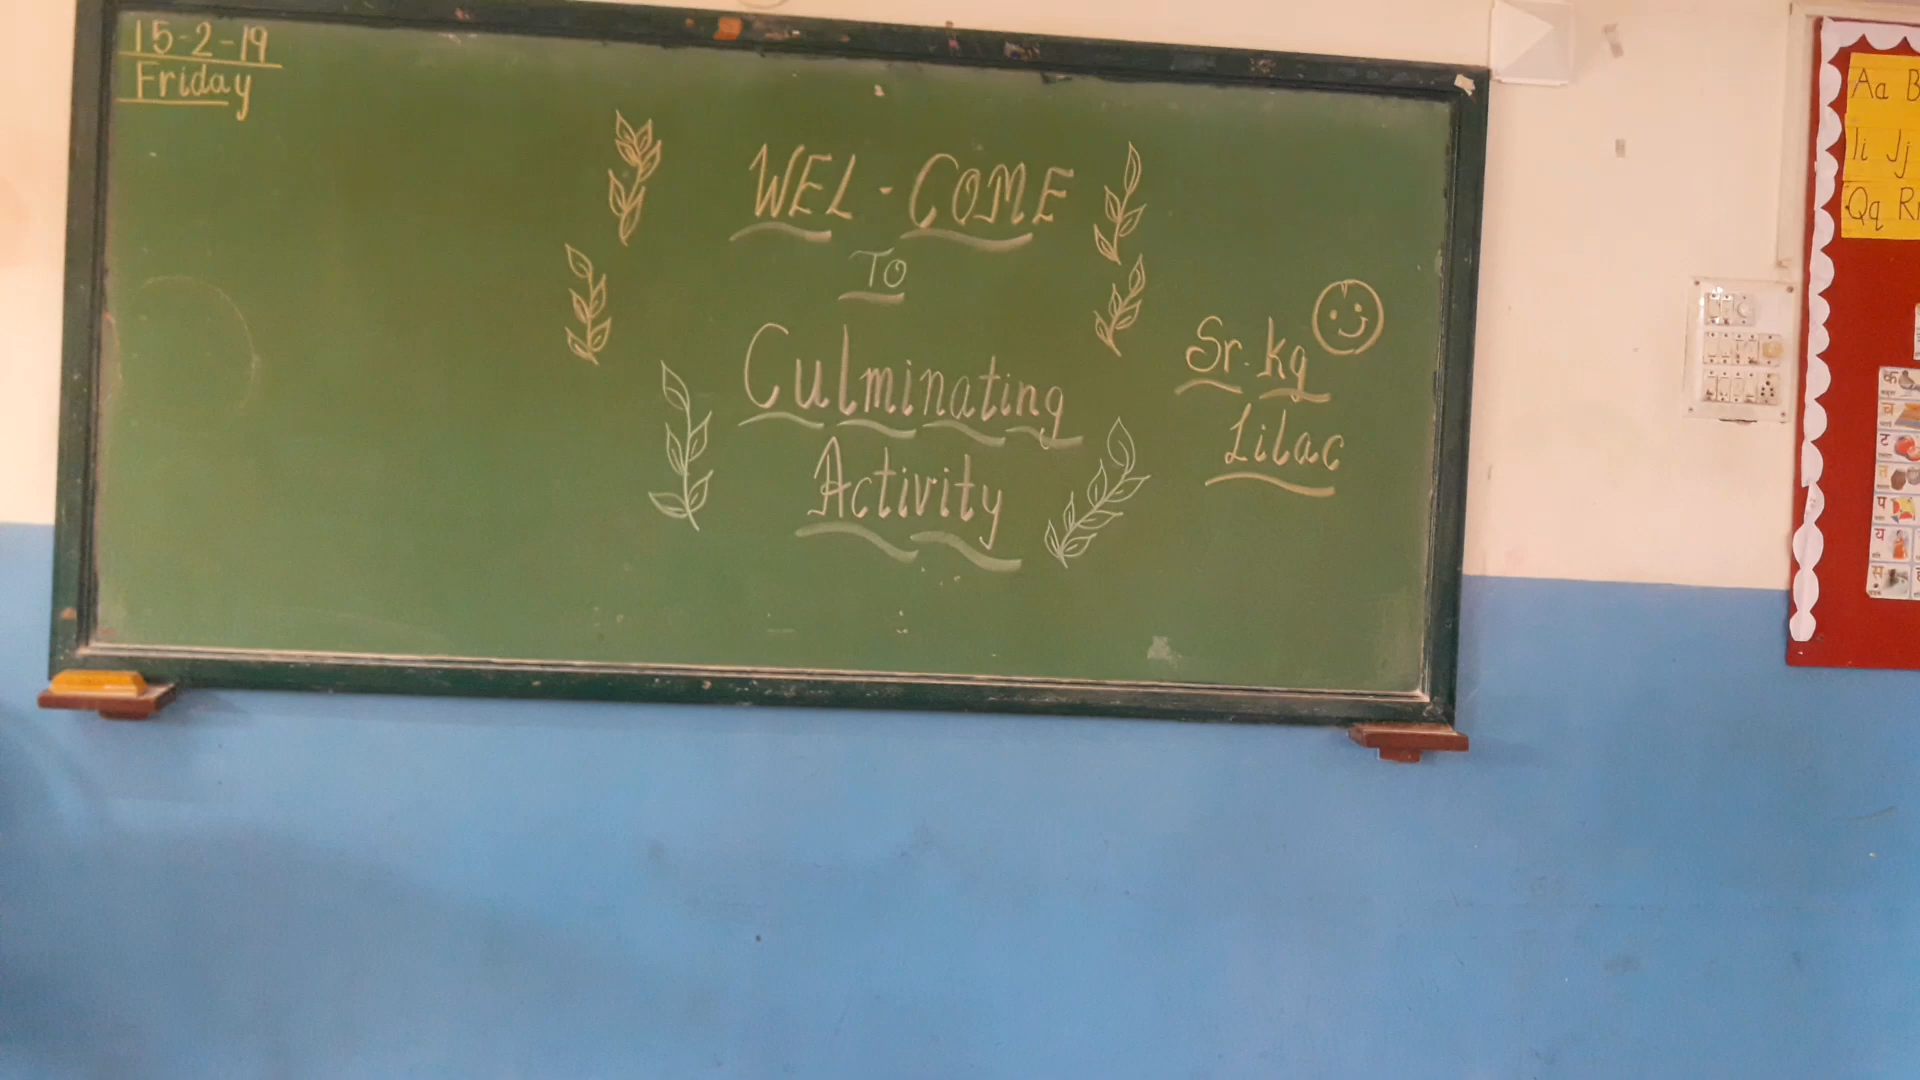 15-2-19
Friday
WEL-COME
TO
Culminating
Activity
Sr. kg
Lilac
Aa B
Ii Jj
Qq R
क
च
ट
त
प
य
स